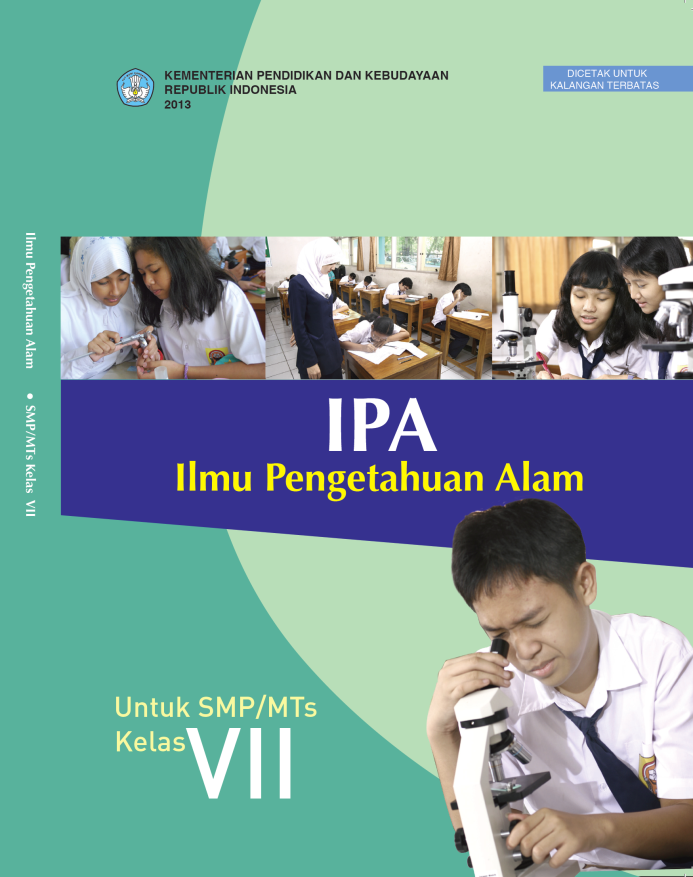 KEMENTERIAN PENDIDIKAN DAN KEBUDAYAAN
REPUBLIK INDONESIA
2013
DICETAK UNTUK
KALANGAN TERBATAS
Ilmu Pengetahuan Alam • SMP/MTs Kelas VII
IPA
Ilmu Pengetahuan Alam
Untuk SMP/MTs
Kelas VII